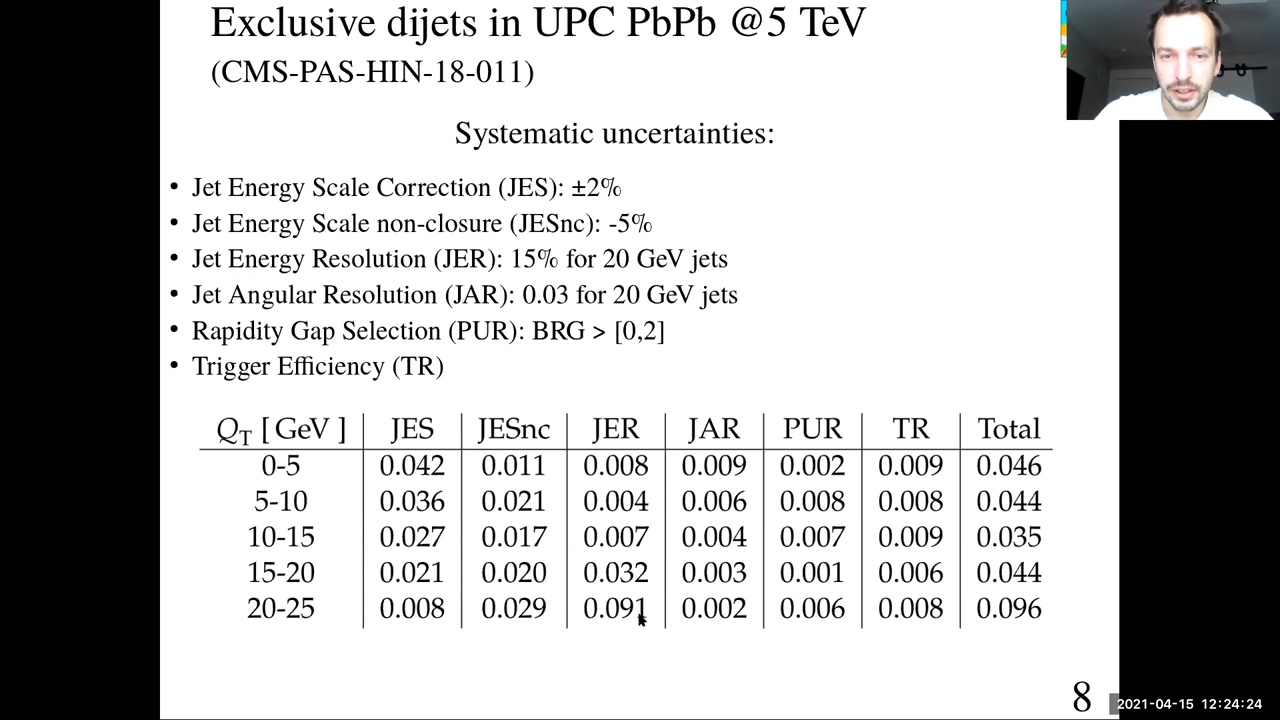 Exclusive dijets in UPC PbPb @5 TeV
(CMS-PAS-HIN-18-011)
Systematic uncertainties:
• Jet Energy Scale Correction (JES): ±2%
• Jet Energy Scale non-closure (JESnc): -5%
• Jet Energy Resolution (JER): 15% for 20 GeV jets
• Jet Angular Resolution (JAR): 0.03 for 20 GeV jets
• Rapidity Gap Selection (PUR): BRG > [0,2]
• Trigger Efficiency (TR)
Q_T [ GeV ] JES JESnc JER JAR PUR TR Total
0-5 0.042 0.011 0.008 0.009 0.002 0.009 0.046
5-10 0.036 0.021 0.004 0.006 0.008 0.008 0.044
10-15 0.027 0.017 0.007 0.004 0.007 0.009 0.035
15-20 0.021 0.020 0.032 0.003 0.001 0.006 0.044
20-25 0.008 0.029 0.091 0.002 0.006 0.008 0.096
8
2021-04-15 12:24:24